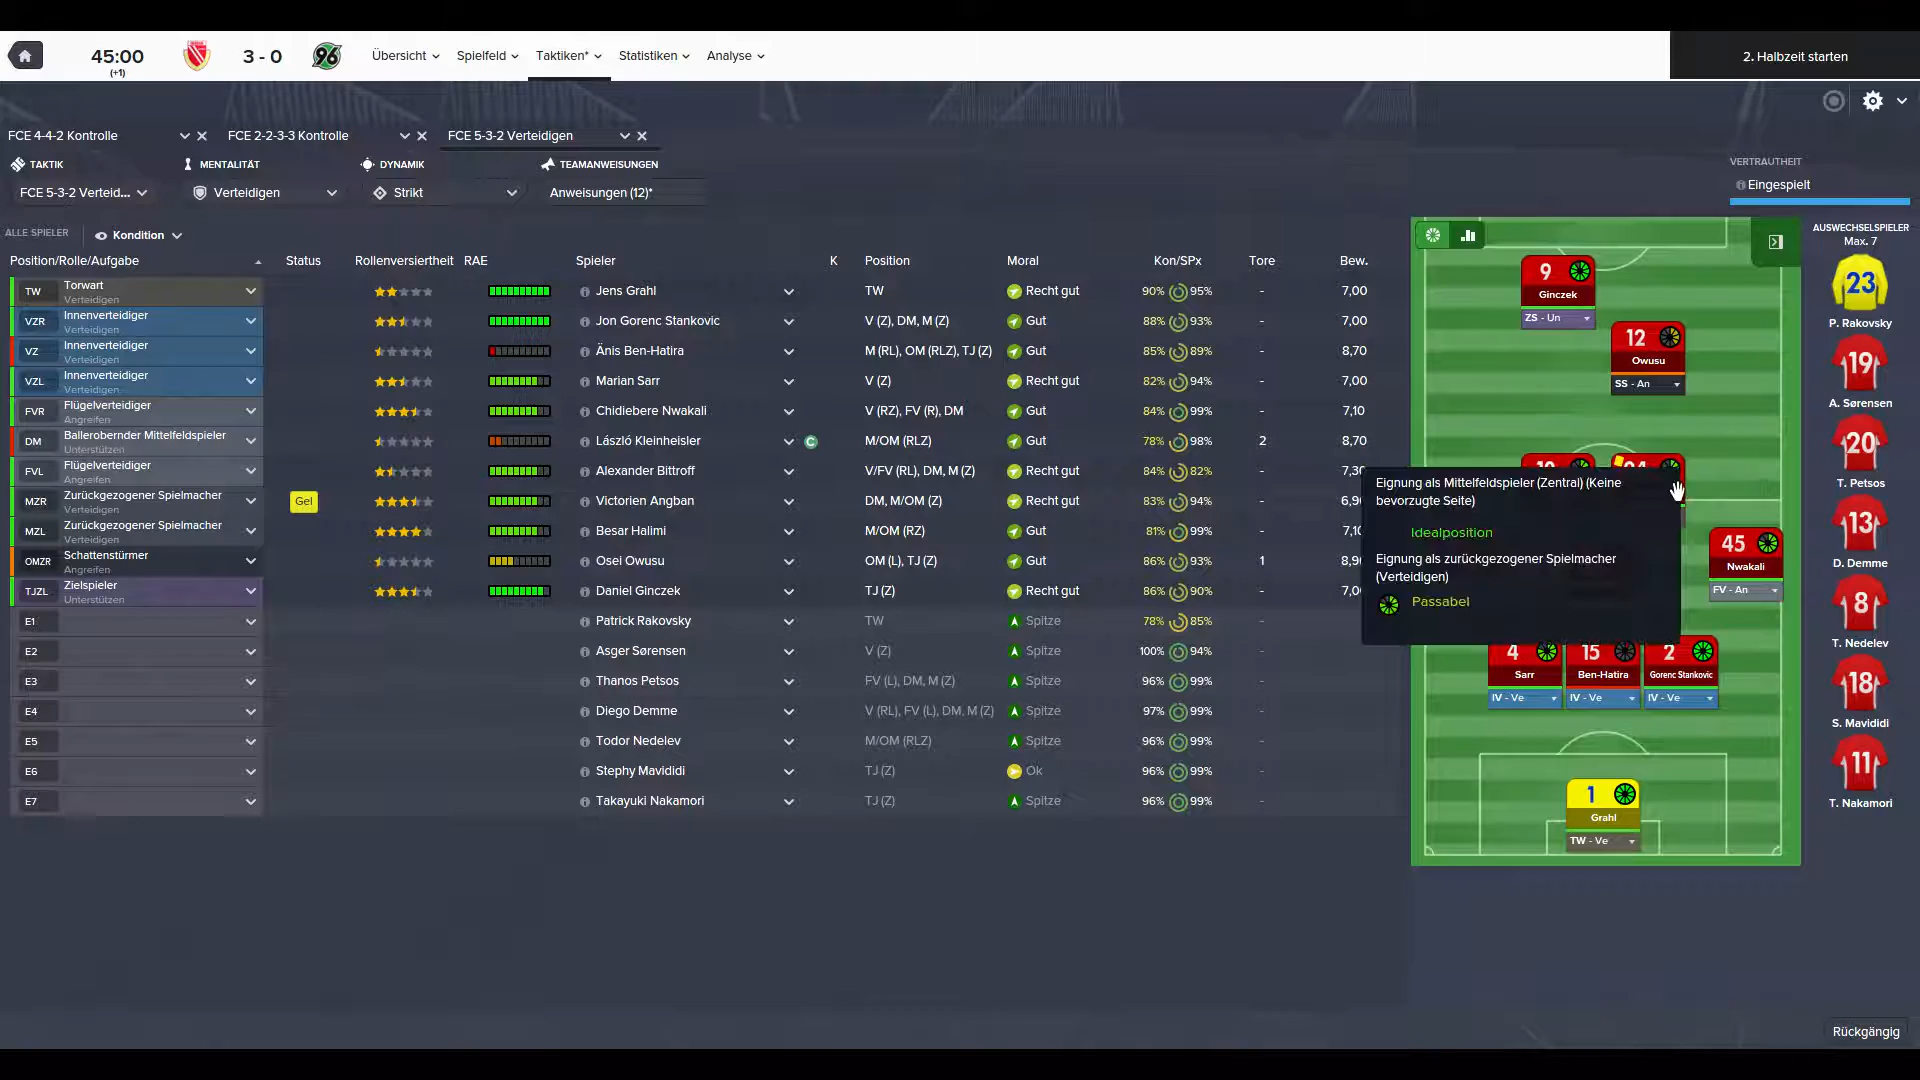 45:00
(+1)
3 - 0
96
Übersicht
Spielfeld
Taktiken*
Statistiken
Analyse
2. Halbzeit starten
FCE 4-4-2 Kontrolle
FCE 2-2-3-3 Kontrolle
FCE 5-3-2 Verteidigen
TAKTIK
MENTALITÄT
DYNAMIK
TEAMANWEISUNGEN
FCE 5-3-2 Verteid...
Verteidigen
Strikt
Anweisungen (12)*
VERTRAUTHEIT
Eingespielt
ALLE SPIELER
Kondition
Position/Rolle/Aufgabe Status Rollenversiertheit RAE Spieler K Position Moral Kon/SPx Tore Bew.
TW Torwart Verteidigen Jens Grahl TW Recht gut 90% 95% - 7,00
VZR Innenverteidiger Verteidigen Jon Gorenc Stankovic V (Z), DM, M (Z) Gut 88% 93% - 7,00
VZ Innenverteidiger Verteidigen Änis Ben-Hatira M (RL), OM (RLZ), TJ (Z) Gut 85% 89% - 8,70
VZL Innenverteidiger Verteidigen Marian Sarr V (Z) Recht gut 82% 94% - 7,00
FVR Flügelverteidiger Angreifen Chidiebere Nwakali V (RZ), FV (R), DM Gut 84% 99% - 7,10
DM Ballerobernder Mittelfeldspieler Unterstützen László Kleinheisler C M/OM (RLZ) Gut 78% 98% 2 8,70
FVL Flügelverteidiger Angreifen Alexander Bittroff V/FV (RL), DM, M (Z) Recht gut 84% 82% - 7,30
MZR Zurückgezogener Spielmacher Verteidigen Gel Victorien Angban DM, M/OM (Z) Recht gut 83% 94% - 6,9
MZL Zurückgezogener Spielmacher Verteidigen Besar Halimi M/OM (RZ) Gut 81% 99% - 7,10
OMZR Schattenstürmer Angreifen Osei Owusu OM (L), TJ (Z) Gut 86% 93% 1 8,9
TJZL Zielspieler Unterstützen Daniel Ginczek TJ (Z) Recht gut 86% 90% - 7,0
E1 Patrick Rakovsky TW Spitze 78% 85% -
E2 Asger Sørensen V (Z) Spitze 100% 94% -
E3 Thanos Petsos FV (L), DM, M (Z) Spitze 96% 99% -
E4 Diego Demme V (RL), FV (L), DM, M (Z) Spitze 97% 99% -
E5 Todor Nedelev M/OM (RLZ) Spitze 96% 99% -
E6 Stephy Mavididi TJ (Z) Ok 96% 99% -
E7 Takayuki Nakamori TJ (Z) Spitze 96% 99% -
9
Ginczek
ZS - Un
12
Owusu
SS - An
Eignung als Mittelfeldspieler (Zentral) (Keine
bevorzugte Seite)
Idealposition
Eignung als zurückgezogener Spielmacher
(Verteidigen)
Passabel
45
Nwakali
FV - An
4 15 2
Sarr Ben-Hatira Gorenc Stankovic
IV - Ve IV - Ve IV - Ve
1
Grahl
TW - Ve
AUSWECHSELSPIELER
Max. 7
23
P. Rakovsky
19
A. Sørensen
20
T. Petsos
13
D. Demme
8
T. Nedelev
18
S. Mavididi
11
T. Nakamori
Rückgängig